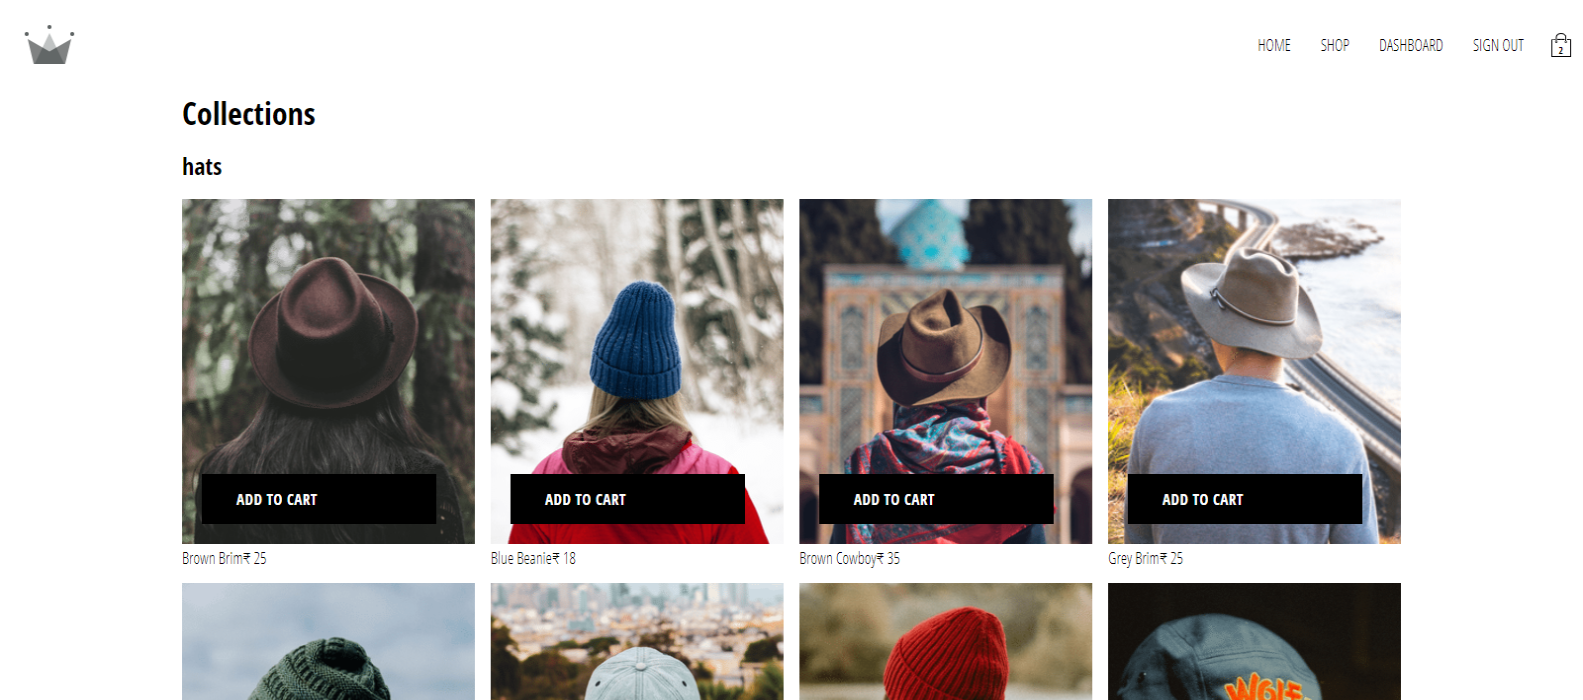 HOME SHOP DASHBOARD SIGN OUT
2
Collections
hats
ADD TO CART ADD TO CART ADD TO CART ADD TO CART
Brown Brim₹ 25 Blue Beanie₹ 18 Brown Cowboy₹ 35 Grey Brim₹ 25
WOLF